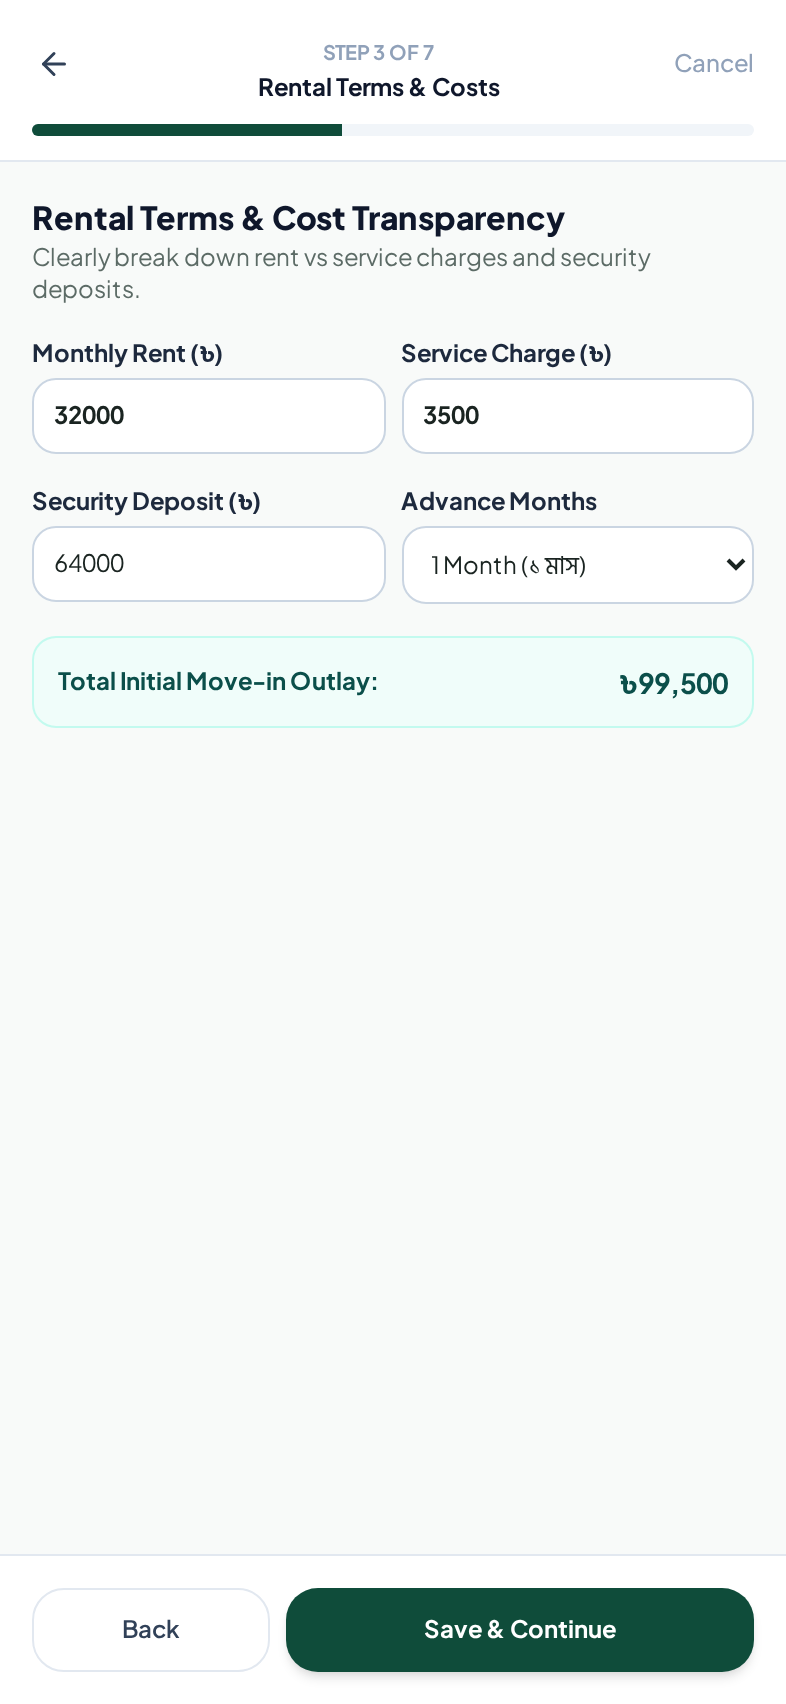 STEP 3 OF 7
Rental Terms & Costs
Cancel
Rental Terms & Cost Transparency
Clearly break down rent vs service charges and security
deposits.
Monthly Rent (৳)
Service Charge (৳)
32000
3500
Security Deposit (৳)
Advance Months
64000
1 Month (১ মাস)
Total Initial Move-in Outlay:
৳99,500
Back
Save & Continue